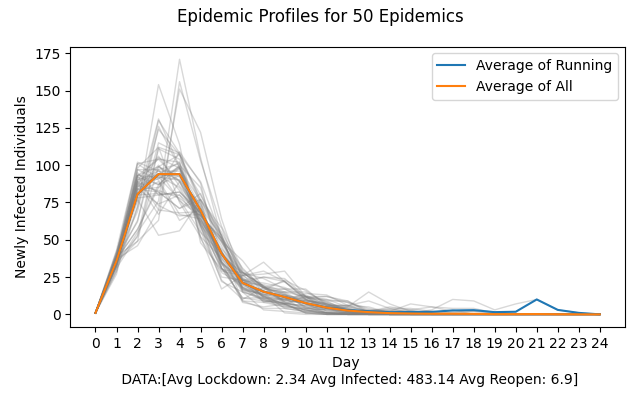 Epidemic Profiles for 50 Epidemics
175
150
125
100
75
50
25
0
Newly Infected Individuals
Average of Running
Average of All
0 1 2 3 4 5 6 7 8 9 10 11 12 13 14 15 16 17 18 19 20 21 22 23 24
Day
DATA:[Avg Lockdown: 2.34 Avg Infected: 483.14 Avg Reopen: 6.9]